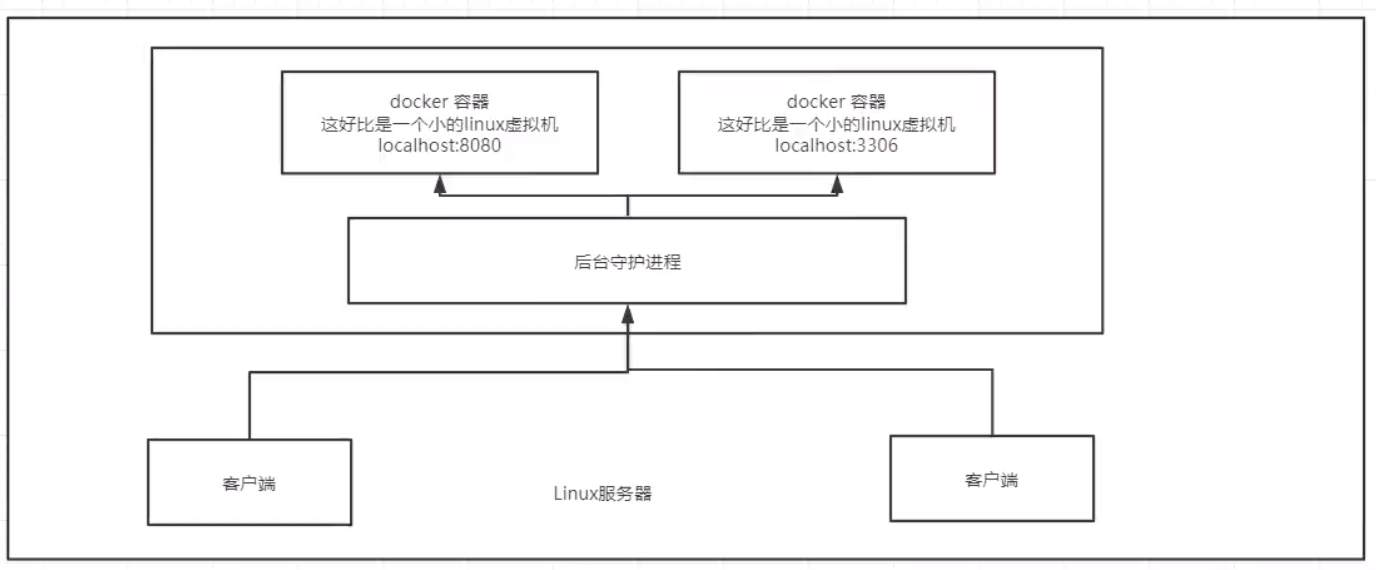 docker 容器
这好比是一个小的linux虚拟机
localhost:8080
docker 容器
这好比是一个小的linux虚拟机
localhost:3306
后台守护进程
客户端
Linux服务器
客户端